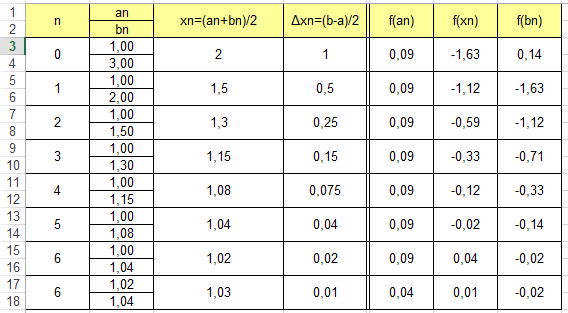 1 n an xn=(an+bn)/2 Δxn=(b-a)/2 f(an) f(xn) f(bn)
2 bn
3 0 1,00 2 1 0,09 -1,63 0,14
4 3,00
5 1 1,00 1,5 0,5 0,09 -1,12 -1,63
6 2,00
7 2 1,00 1,3 0,25 0,09 -0,59 -1,12
8 1,50
9 3 1,00 1,15 0,15 0,09 -0,33 -0,71
10 1,30
11 4 1,00 1,08 0,075 0,09 -0,12 -0,33
12 1,15
13 5 1,00 1,04 0,04 0,09 -0,02 -0,14
14 1,08
15 6 1,00 1,02 0,02 0,09 0,04 -0,02
16 1,04
17 6 1,02 1,03 0,01 0,04 0,01 -0,02
18 1,04